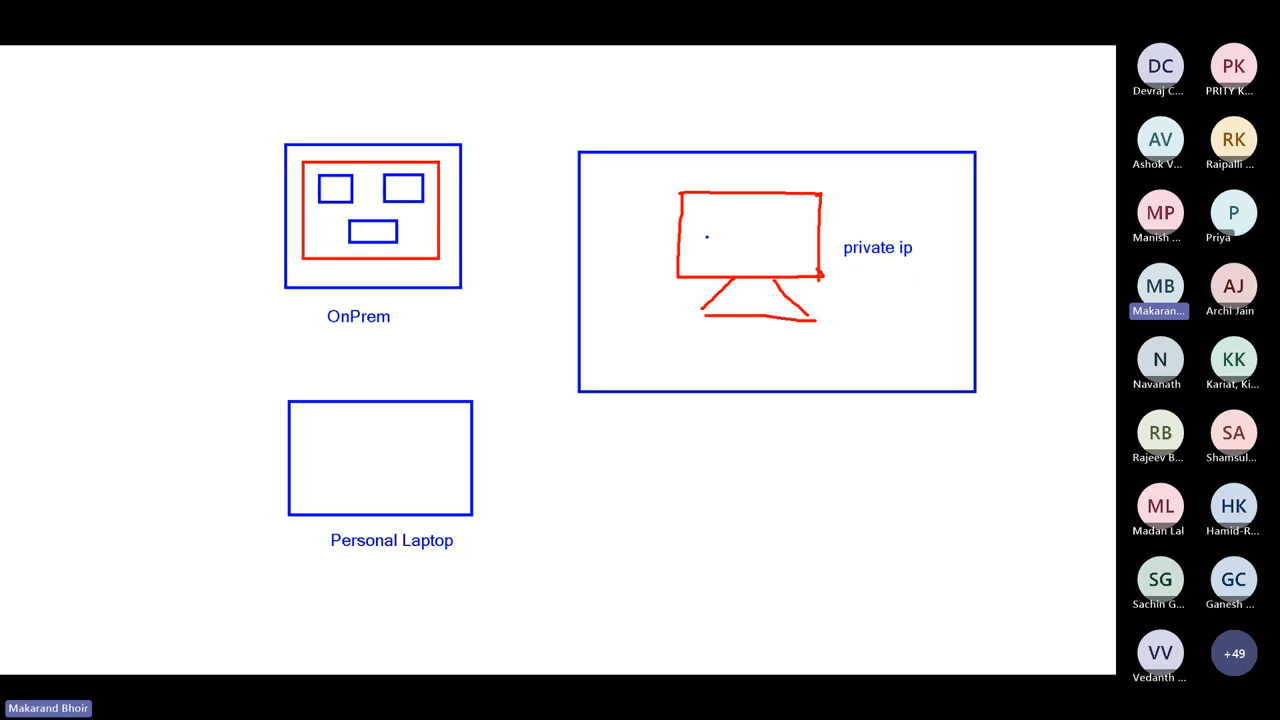 private ip
OnPrem
Personal Laptop
DC
PK
Devraj C...
PRITY K...
AV
RK
Ashok V...
Raipalli ...
MP
P
Manish ...
Priya
MB
AJ
Makaran...
Archi Jain
N
KK
Navanath
Kariat, Ki...
RB
SA
Rajeev B...
Shamsul...
ML
HK
Madan Lal
Hamid-R...
SG
GC
Sachin G...
Ganesh ...
VV
+49
Vedanth ...
Makarand Bhoir